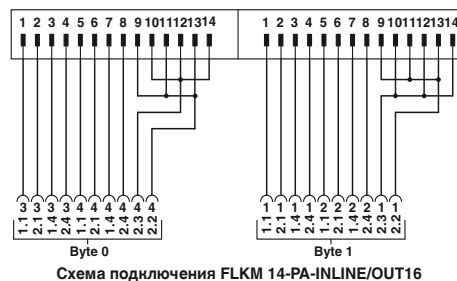 1 2 3 4 5 6 7 8 9 10 11 12 13 14 1 2 3 4 5 6 7 8 9 10 11 12 13 14
3 3 3 3 4 4 4 4 4 4 1 1 1 1 2 2 2 2 1 1
1.1 2.1 1.4 2.4 1.1 2.1 1.4 2.4 2.3 2.2 1.1 2.1 1.4 2.4 1.1 2.1 1.4 2.4 2.3 2.2
Byte 0 Byte 1
Схема подключения FLKM 14-PA-INLINE/OUT16